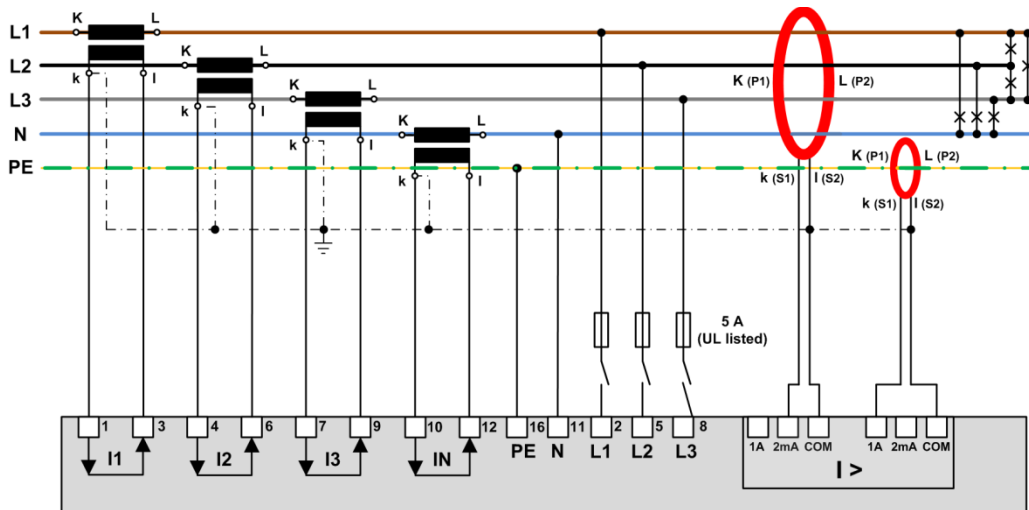 K L
L1
K L
L2
k l
K (P1) L (P2)
K L
L3
k l
K L
N
k l
K (P1) L (P2)
PE
k l
k (S1) l (S2)
k (S1) l (S2)
5 A
(UL listed)
1 3 4 6 7 9 10 12 16 11 2 5 8
1A 2mA COM 1A 2mA COM
I1 I2 I3 IN PE N L1 L2 L3
I >